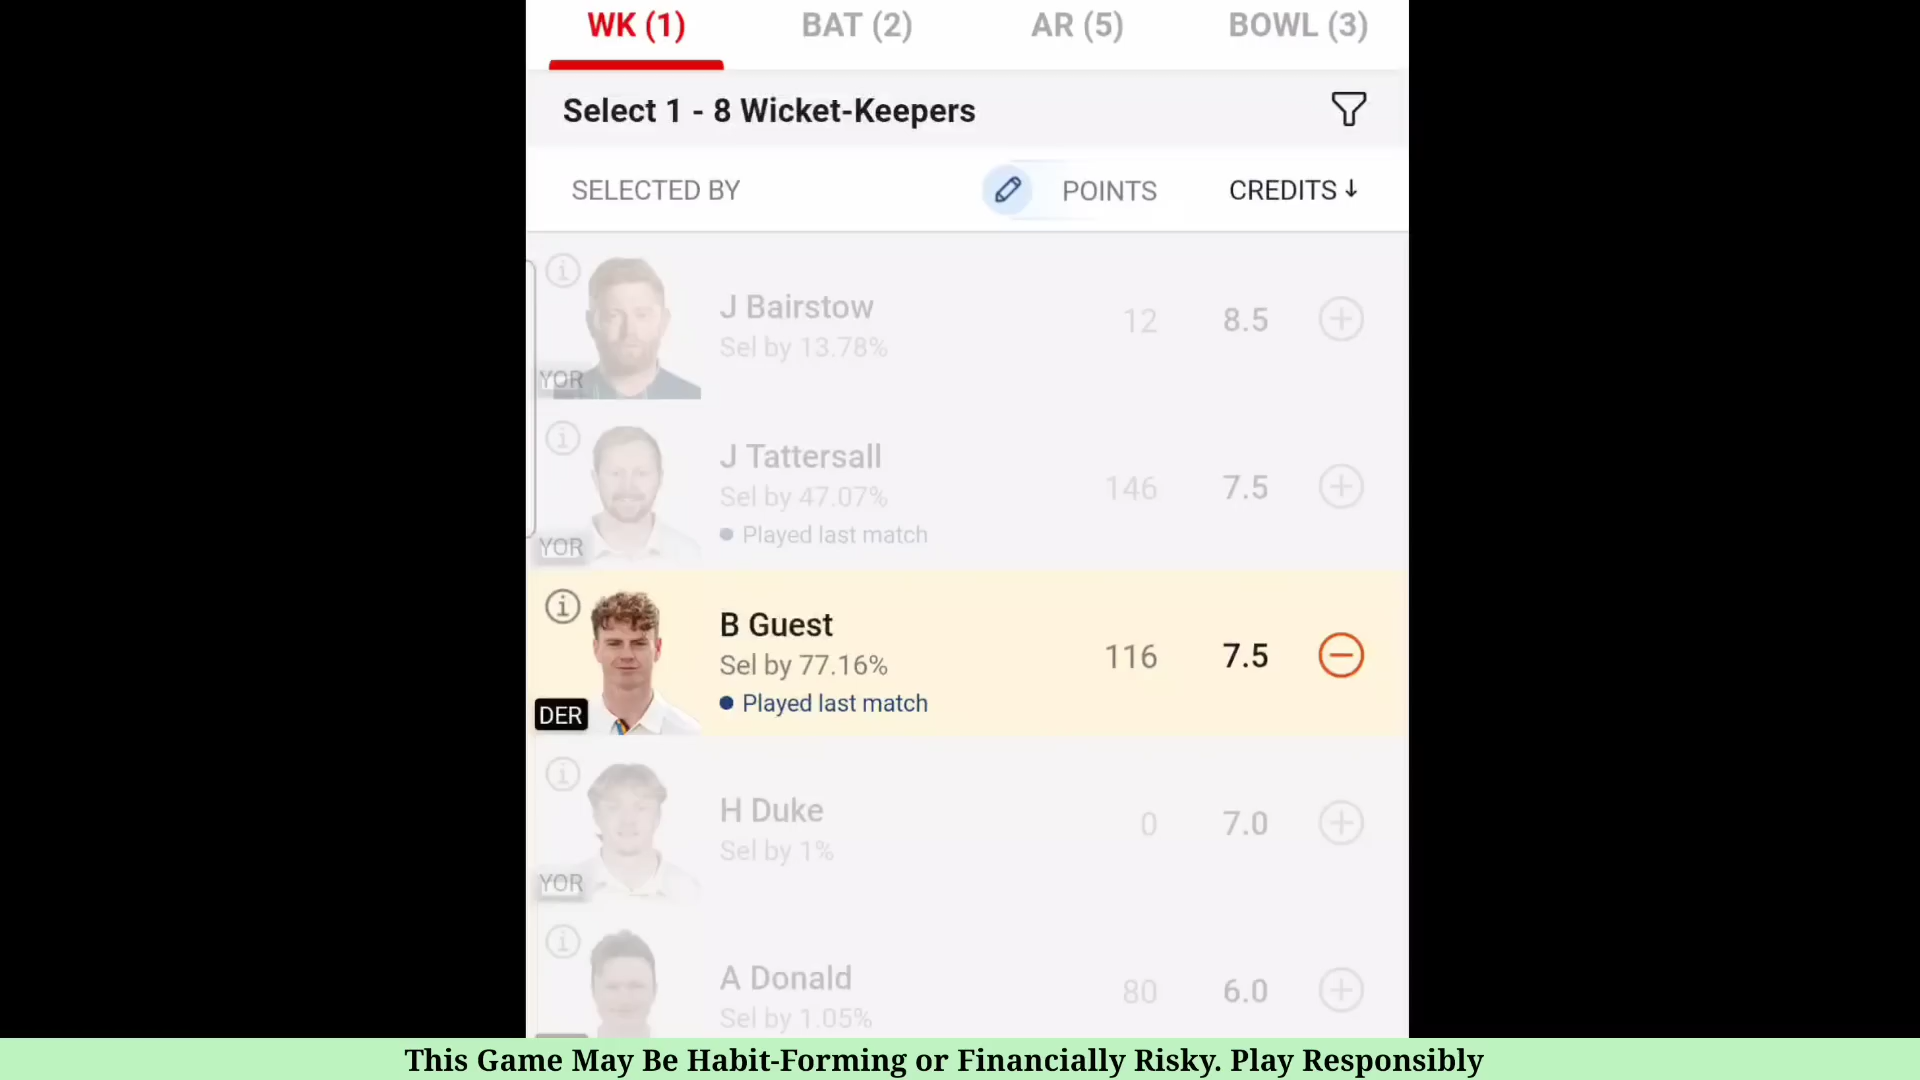 WK (1) BAT (2) AR (5) BOWL (3)
Select 1 - 8 Wicket-Keepers
SELECTED BY POINTS CREDITS ↓
J Bairstow
Sel by 13.78%
12 8.5
YOR
J Tattersall
Sel by 47.07%
146 7.5
Played last match
YOR
B Guest
Sel by 77.16%
116 7.5
Played last match
DER
H Duke
Sel by 1%
0 7.0
YOR
A Donald
Sel by 1.05%
80 6.0
This Game May Be Habit-Forming or Financially Risky. Play Responsibly